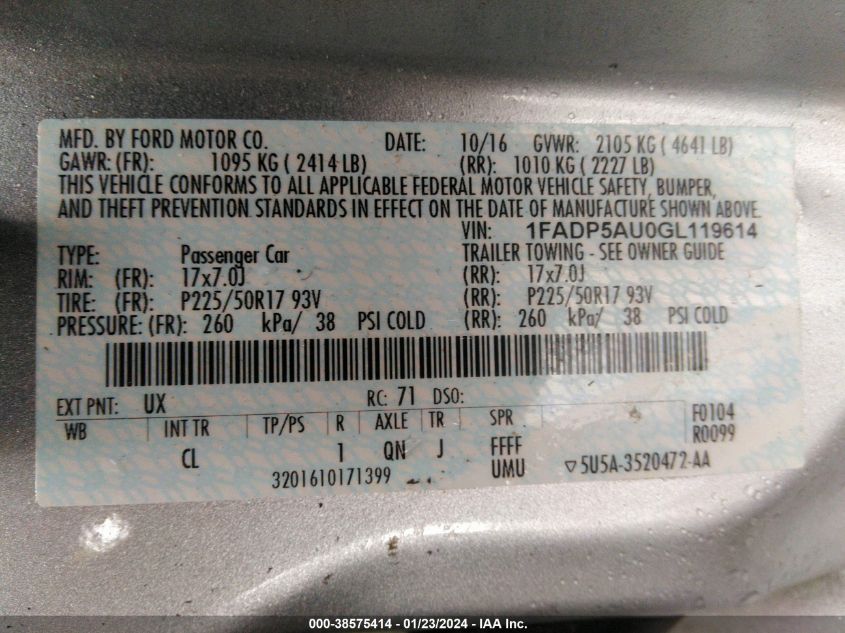 MFD. BY FORD MOTOR CO. DATE: 10/16 GVWR: 2105 KG ( 4641 LB)
GAWR: (FR): 1095 KG ( 2414 LB) (RR): 1010 KG ( 2227 LB)
THIS VEHICLE CONFORMS TO ALL APPLICABLE FEDERAL MOTOR VEHICLE SAFETY, BUMPER,
AND THEFT PREVENTION STANDARDS IN EFFECT ON THE DATE OF MANUFACTURE SHOWN ABOVE.
VIN: 1FADP5AU0GL119614
TYPE: Passenger Car TRAILER TOWING - SEE OWNER GUIDE
RIM: (FR): 17x7.0J (RR): 17x7.0J
TIRE: (FR): P225/50R17 93V (RR): P225/50R17 93V
PRESSURE: (FR): 260 kPa/ 38 PSI COLD (RR): 260 kPa/ 38 PSI COLD
EXT PNT: UX RC: 71 DSO:
WB INT TR TP/PS R AXLE TR SPR F0104
R0099
CL 1 QN J FFFF
3201610171399 UMU ▽5U5A-3520472-AA
000-38575414 - 01/23/2024 - IAA Inc.